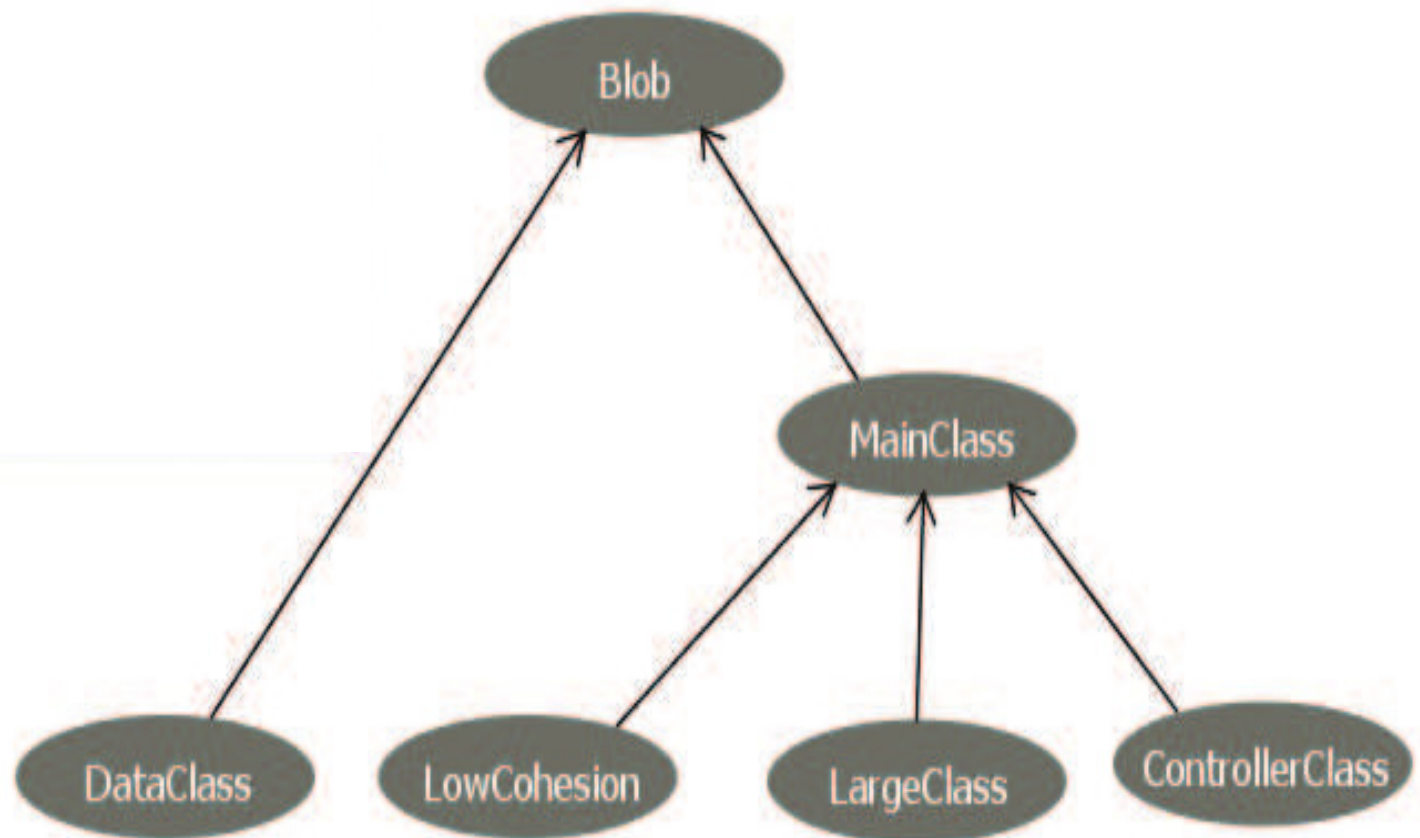 Blob
MainClass
DataClass
LowCohesion
LargeClass
ControllerClass